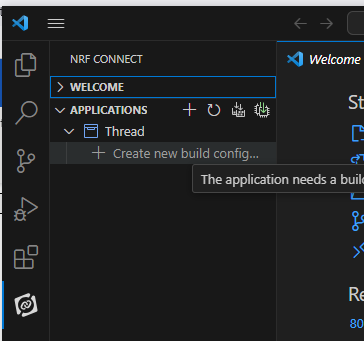 NRF CONNECT
Welcome
WELCOME
APPLICATIONS
Thread
Create new build config...
The application needs a build
St
Re
80